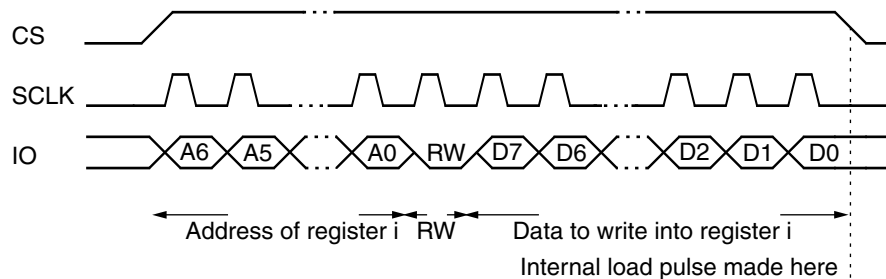 CS
SCLK
IO
A6 A5 A0 RW D7 D6 D2 D1 D0
Address of register i RW Data to write into register i
Internal load pulse made here